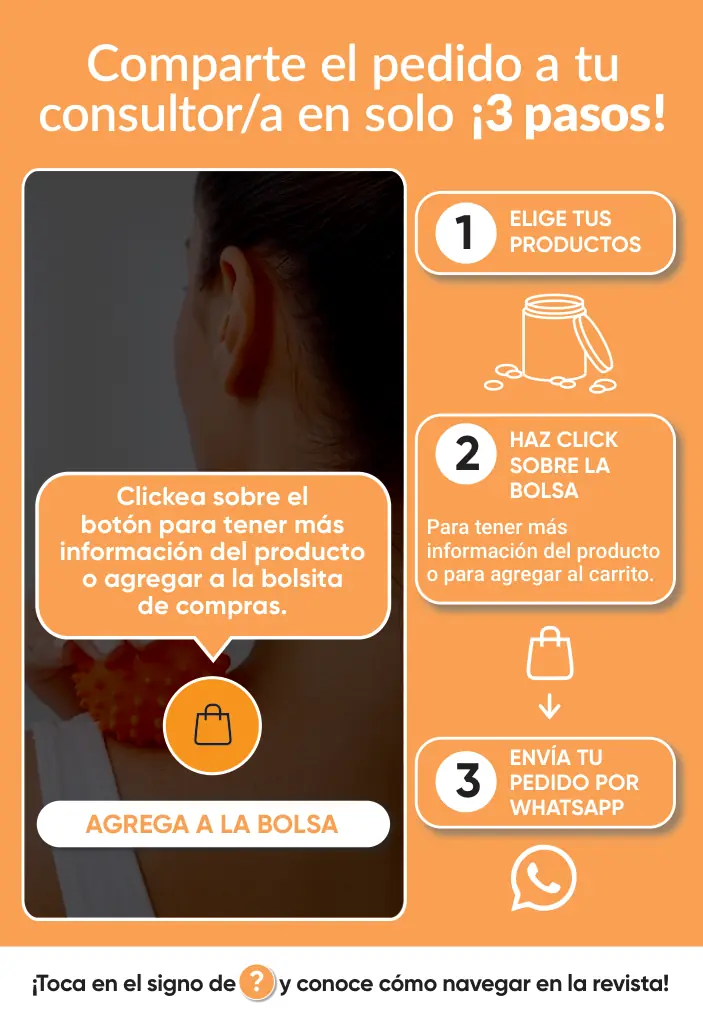 Comparte el pedido a tu
consultor/a en solo ¡3 pasos!
1
ELIGE TUS
PRODUCTOS
2
HAZ CLICK
SOBRE LA
BOLSA
Para tener más
información del producto
o para agregar al carrito.
3
ENVÍA TU
PEDIDO POR
WHATSAPP
Clickea sobre el
botón para tener más
información del producto
o agregar a la bolsita
de compras.
AGREGA A LA BOLSA
¡Toca en el signo de ? y conoce cómo navegar en la revista!